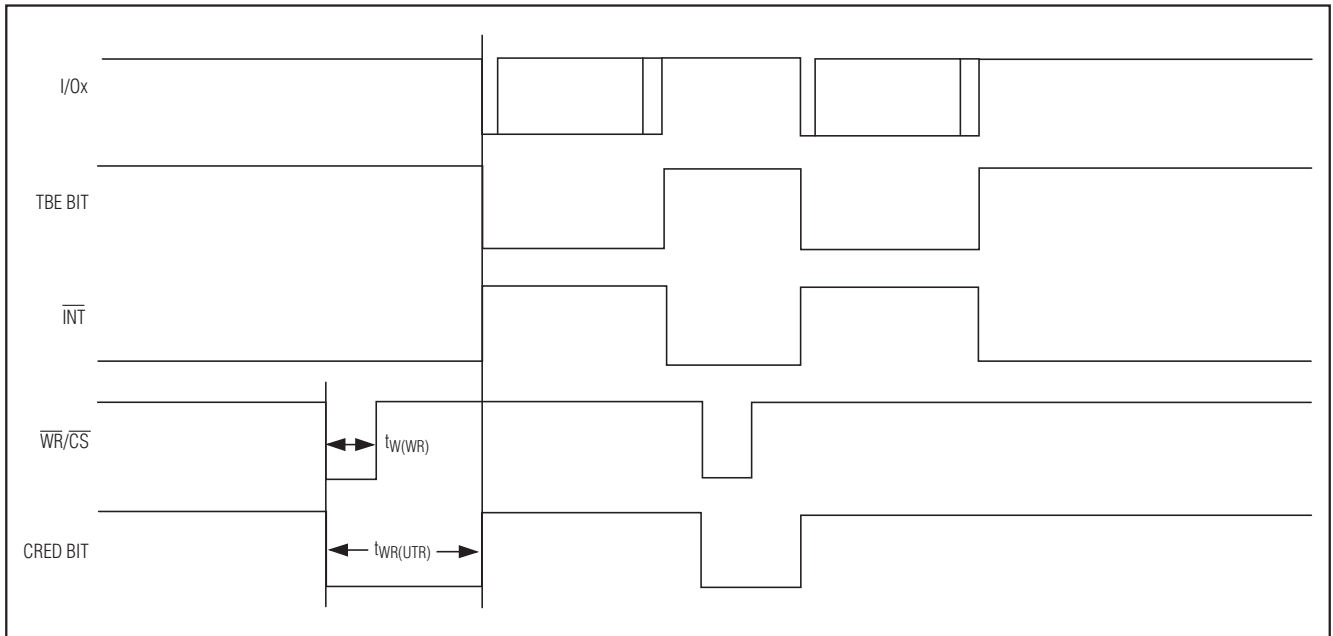 I/Ox
TBE BIT
INT
WR/CS
tW(WR)
CRED BIT
tWR(UTR)